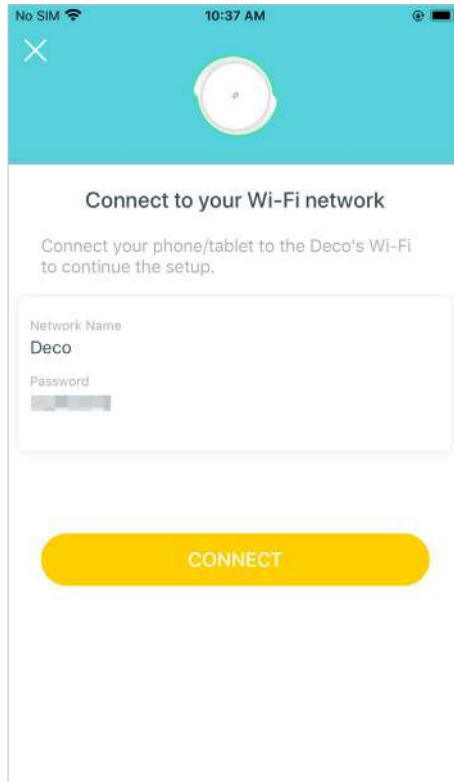 No SIM 10:37 AM
Connect to your Wi-Fi network
Connect your phone/tablet to the Deco's Wi-Fi
to continue the setup.
Network Name
Deco
Password
CONNECT